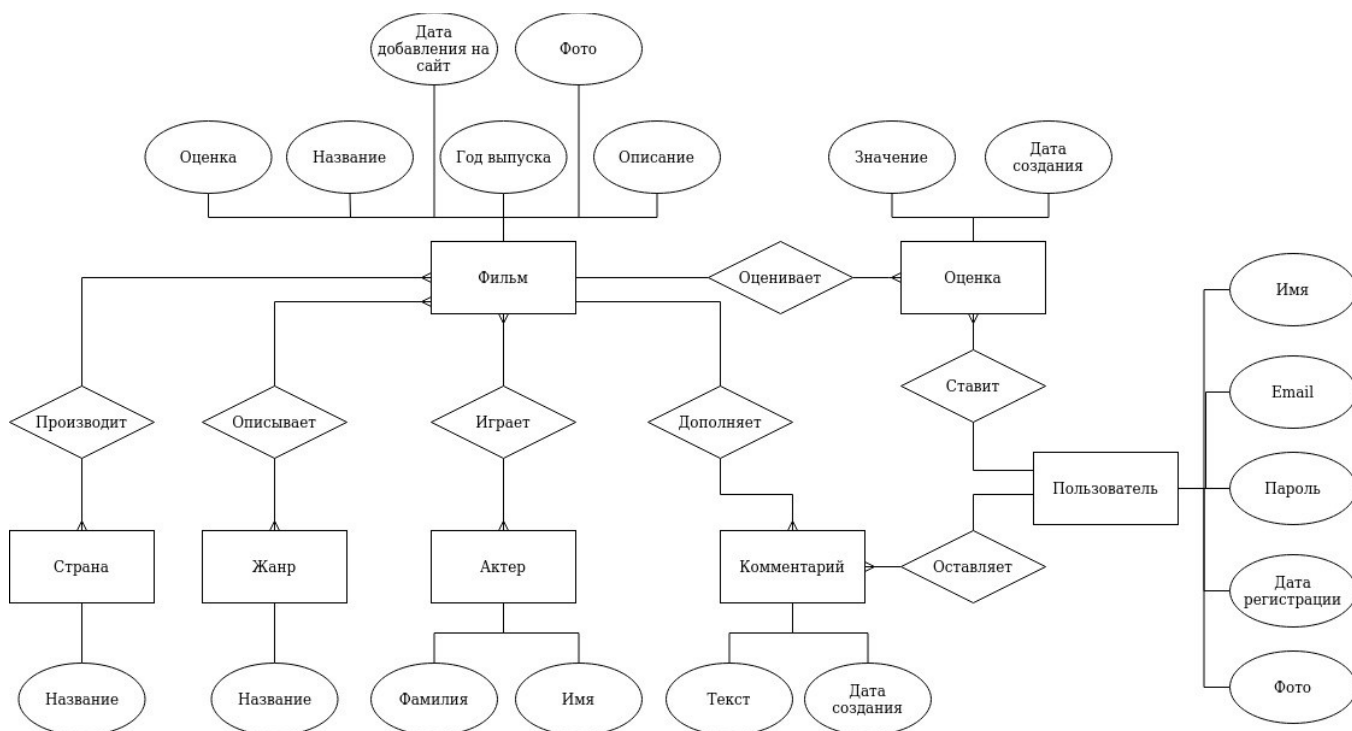 Дата
добавления на
сайт
Фото
Оценка
Название
Год выпуска
Описание
Значение
Дата
создания
Фильм
Оценивает
Оценка
Имя
Email
Производит
Описывает
Играет
Дополняет
Ставит
Пользователь
Пароль
Страна
Жанр
Актер
Комментарий
Оставляет
Дата
регистрации
Название
Название
Фамилия
Имя
Текст
Дата
создания
Фото